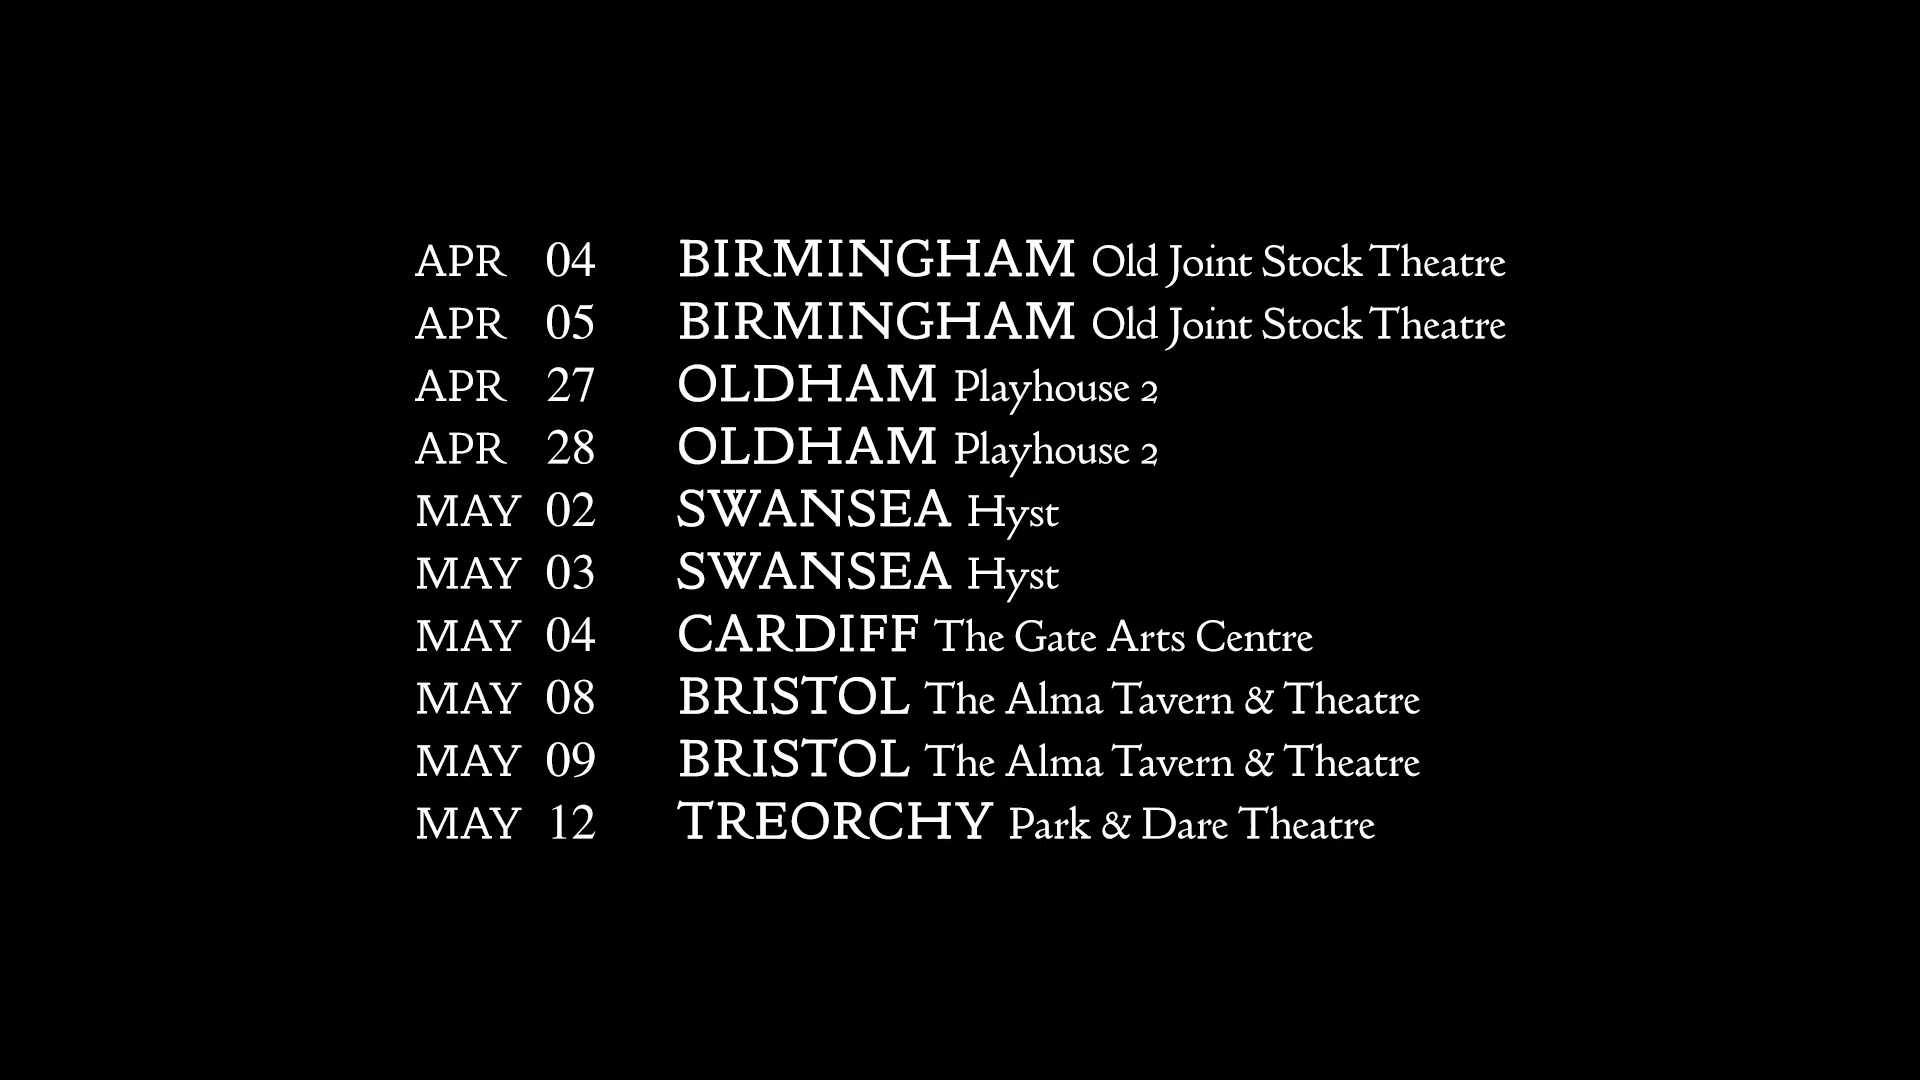 APR 04 BIRMINGHAM Old Joint Stock Theatre
APR 05 BIRMINGHAM Old Joint Stock Theatre
APR 27 OLDHAM Playhouse 2
APR 28 OLDHAM Playhouse 2
MAY 02 SWANSEA Hyst
MAY 03 SWANSEA Hyst
MAY 04 CARDIFF The Gate Arts Centre
MAY 08 BRISTOL The Alma Tavern & Theatre
MAY 09 BRISTOL The Alma Tavern & Theatre
MAY 12 TREORCHY Park & Dare Theatre